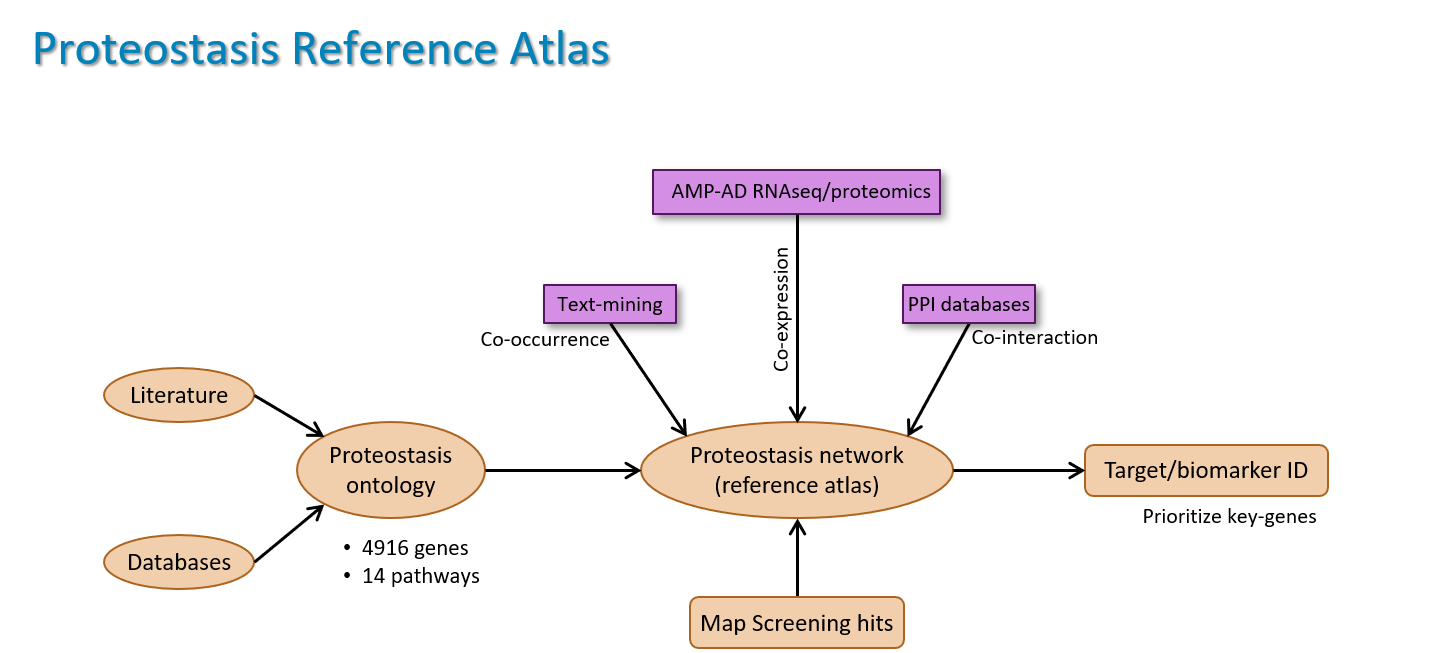 Proteostasis Reference Atlas
AMP-AD RNAseq/proteomics
Co-expression
Text-mining
Co-occurrence
PPI databases
Co-interaction
Literature
Databases
Proteostasis
ontology
• 4916 genes
• 14 pathways
Proteostasis network
(reference atlas)
Target/biomarker ID
Prioritize key-genes
Map Screening hits